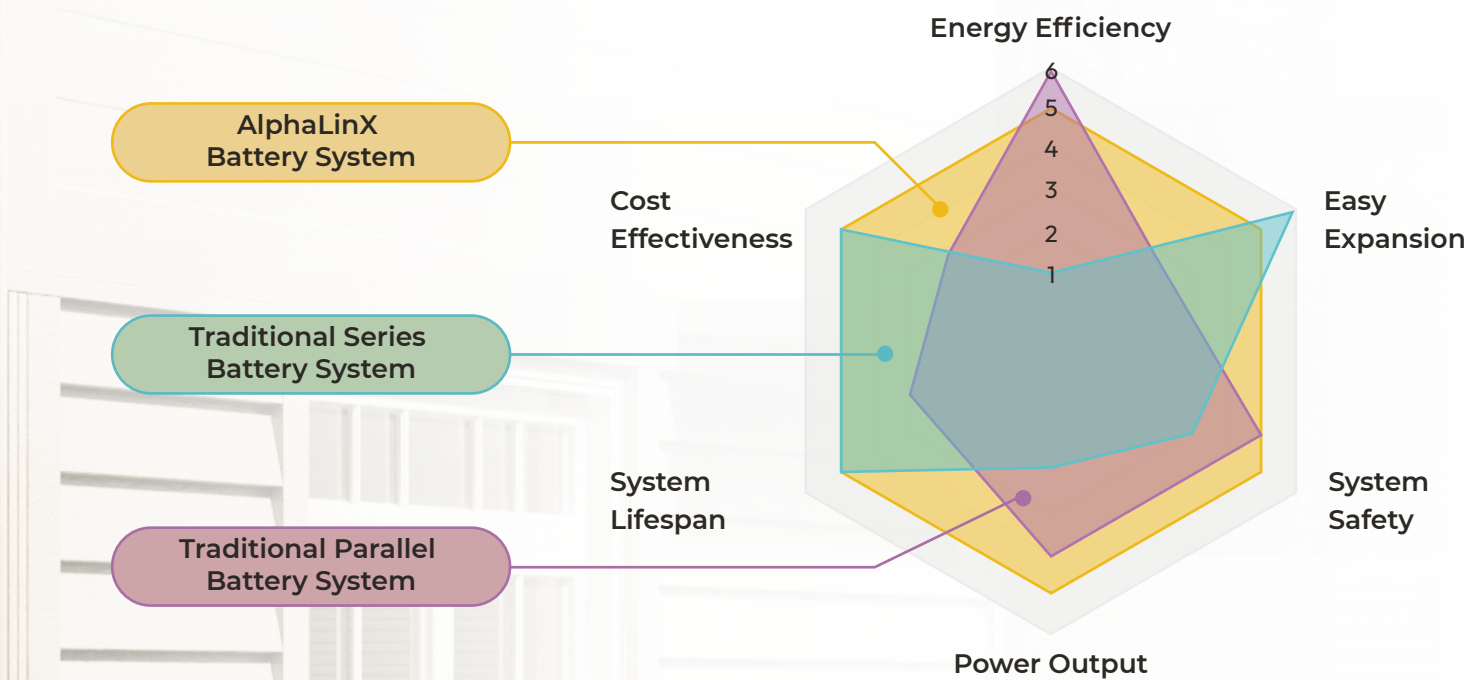 Energy Efficiency
6
5
4
3
2
1
AlphaLinX
Battery System
Cost
Effectiveness
Easy
Expansion
Traditional Series
Battery System
System
Lifespan
System
Safety
Traditional Parallel
Battery System
Power Output